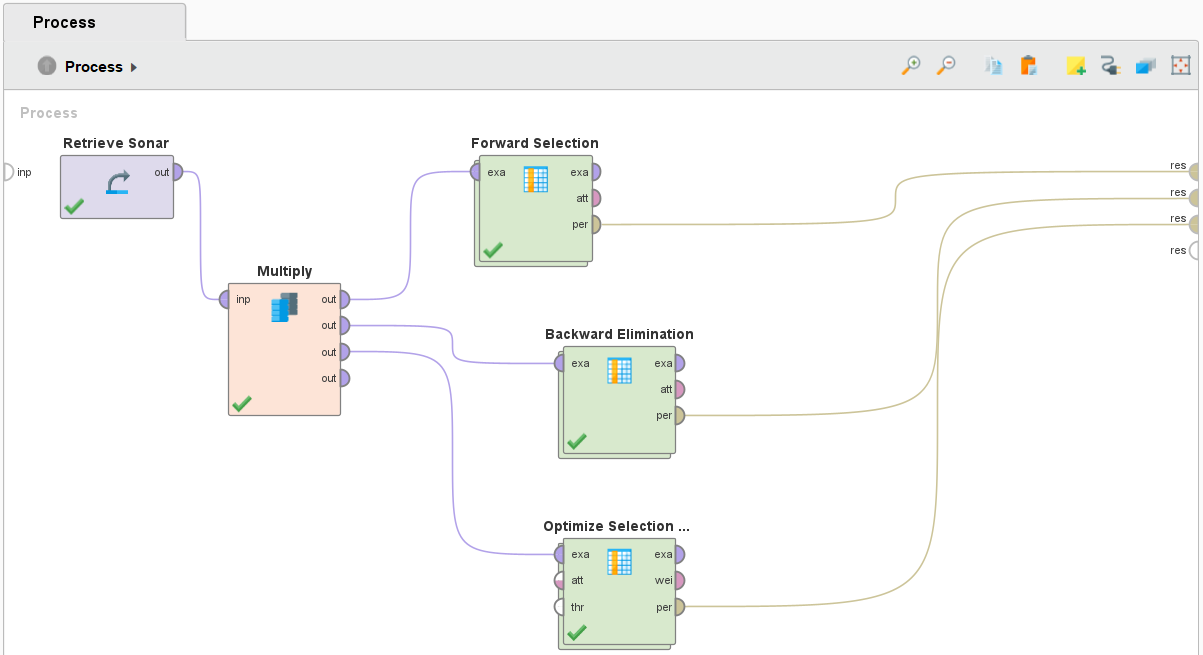 Process
Process
Process
Retrieve Sonar
inp
out
Forward Selection
exa
exa
att
per
res
res
res
res
Multiply
inp
out
out
out
out
Backward Elimination
exa
exa
att
per
Optimize Selection ...
exa
exa
att
wei
thr
per